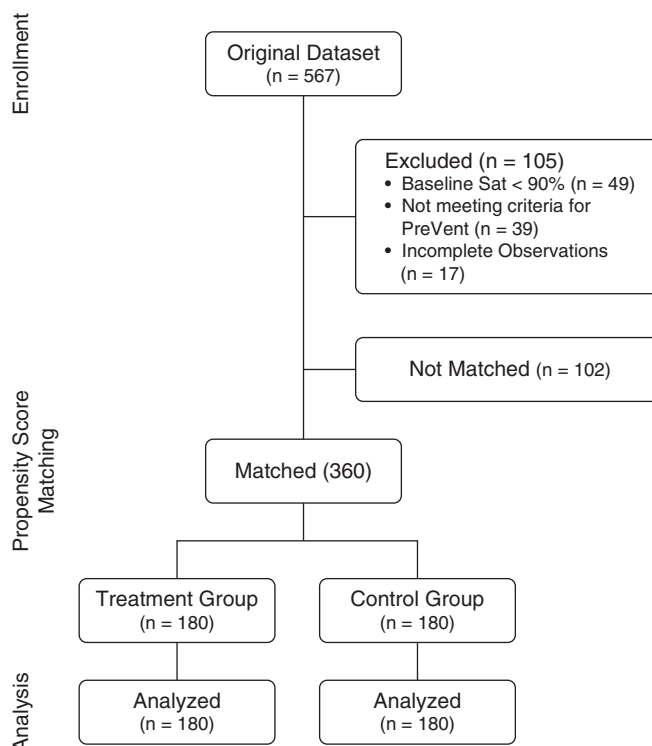 Enrollment
Original Dataset
(n = 567)
Excluded (n = 105)
• Baseline Sat < 90% (n = 49)
• Not meeting criteria for
PreVent (n = 39)
• Incomplete Observations
(n = 17)
Not Matched (n = 102)
Propensity Score
Matching
Matched (360)
Treatment Group
(n = 180)
Control Group
(n = 180)
Analysis
Analyzed
(n = 180)
Analyzed
(n = 180)